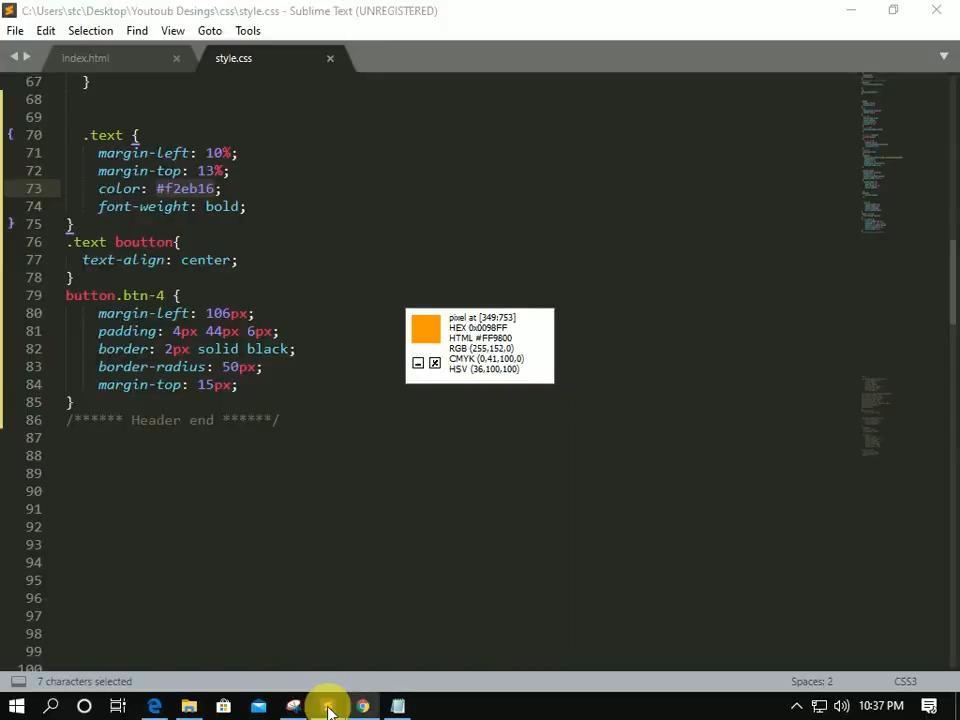 C:\Users\stc\Desktop\Youtoub Desings\css\style.css - Sublime Text (UNREGISTERED)
File Edit Selection Find View Goto Tools
index.html style.css
67 }
68
69
70 .text {
71 margin-left: 10%;
72 margin-top: 13%;
73 color: #f2eb16;
74 font-weight: bold;
75 }
76 .text boutton{
77 text-align: center;
78 }
79 button.btn-4 {
80 margin-left: 106px;
81 padding: 4px 44px 6px;
82 border: 2px solid black;
83 border-radius: 50px;
84 margin-top: 15px;
85 }
86 /****** Header end ******/
87
88
89
90
91
92
93
94
95
96
97
98
99
100
pixel at [349:753]
HEX 0x0098FF
HTML #FF9800
RGB (255,152,0)
CMYK (0,41,100,0)
HSV (36,100,100)
7 characters selected Spaces: 2 CSS3
10:37 PM